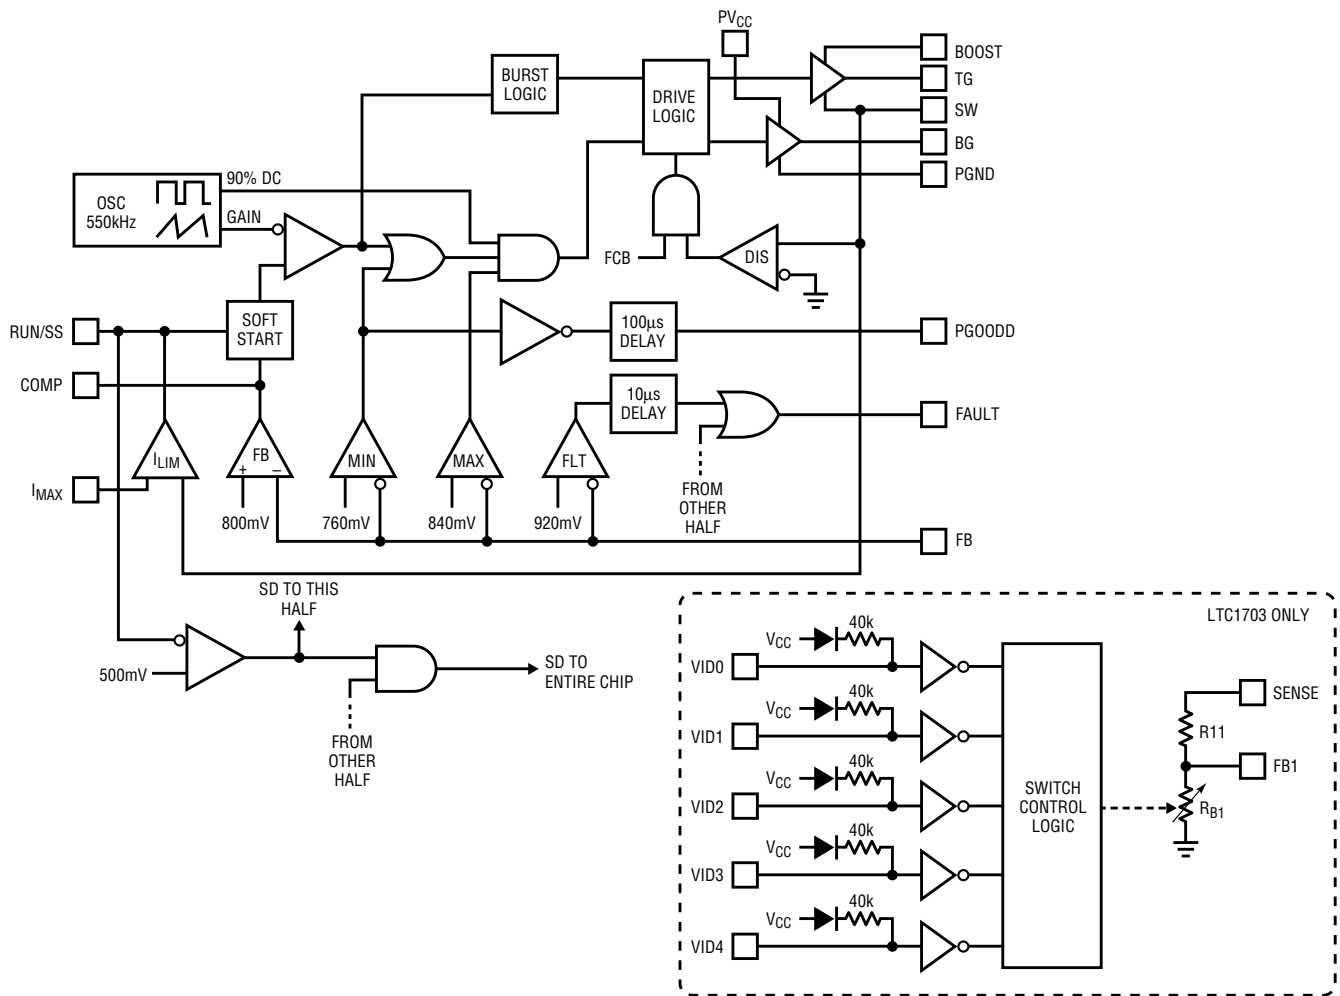 PVCC
BOOST
TG
SW
BG
PGND
BURST
LOGIC
DRIVE
LOGIC
OSC
550kHz
90% DC
GAIN
FCB
DIS
RUN/SS
SOFT
START
100µs
DELAY
PGOODD
COMP
10µs
DELAY
FAULT
ILIM
FB
+ –
MIN
MAX
FLT
IMAX
800mV
760mV
840mV
920mV
FROM
OTHER
HALF
FB
SD TO THIS
HALF
500mV
SD TO
ENTIRE CHIP
FROM
OTHER
HALF
LTC1703 ONLY
VCC
40k
VID0
VCC
40k
VID1
VCC
40k
VID2
VCC
40k
VID3
VCC
40k
VID4
SWITCH
CONTROL
LOGIC
SENSE
R11
FB1
RB1